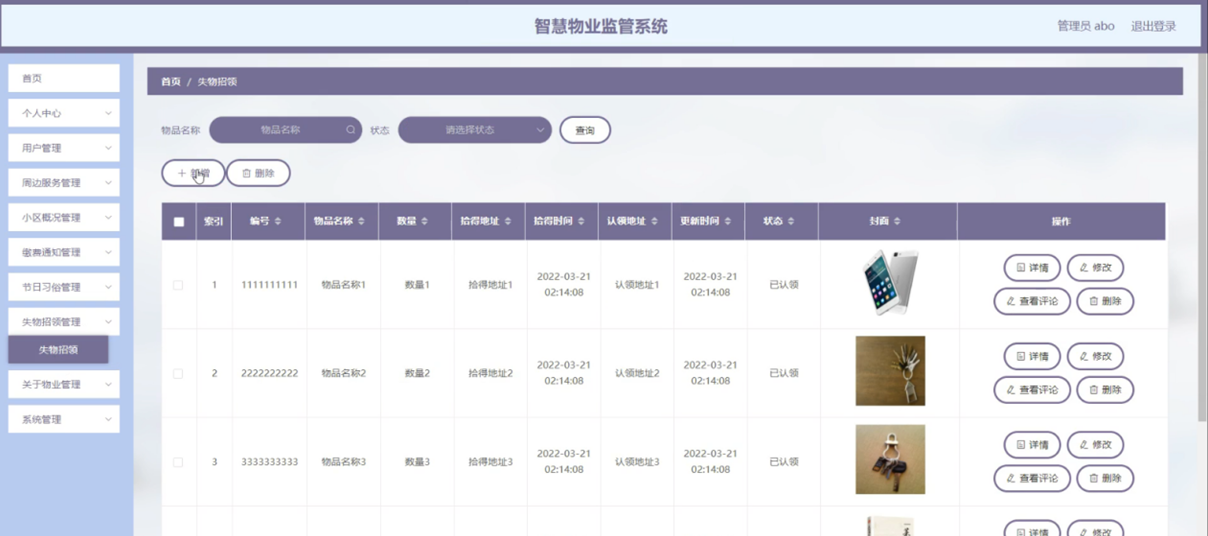 智慧物业监管系统
管理员 abo 退出登录
首页
个人中心
用户管理
周边服务管理
小区概况管理
缴费通知管理
节日习俗管理
失物招领管理
失物招领
关于物业管理
系统管理
首页 / 失物招领
物品名称 物品名称 状态 请选择状态 查询
删除
索引 编号 物品名称 数量 拾得地址 拾得时间 认领地址 更新时间 状态 封面 操作
1 1111111111 物品名称1 数量1 拾得地址1 2022-03-21 02:14:08 认领地址1 2022-03-21 02:14:08 已认领
详情 修改
查看评论 删除
2 2222222222 物品名称2 数量2 拾得地址2 2022-03-21 02:14:08 认领地址2 2022-03-21 02:14:08 已认领
详情 修改
查看评论 删除
3 3333333333 物品名称3 数量3 拾得地址3 2022-03-21 02:14:08 认领地址3 2022-03-21 02:14:08 已认领
详情 修改
查看评论 删除
详情 修改